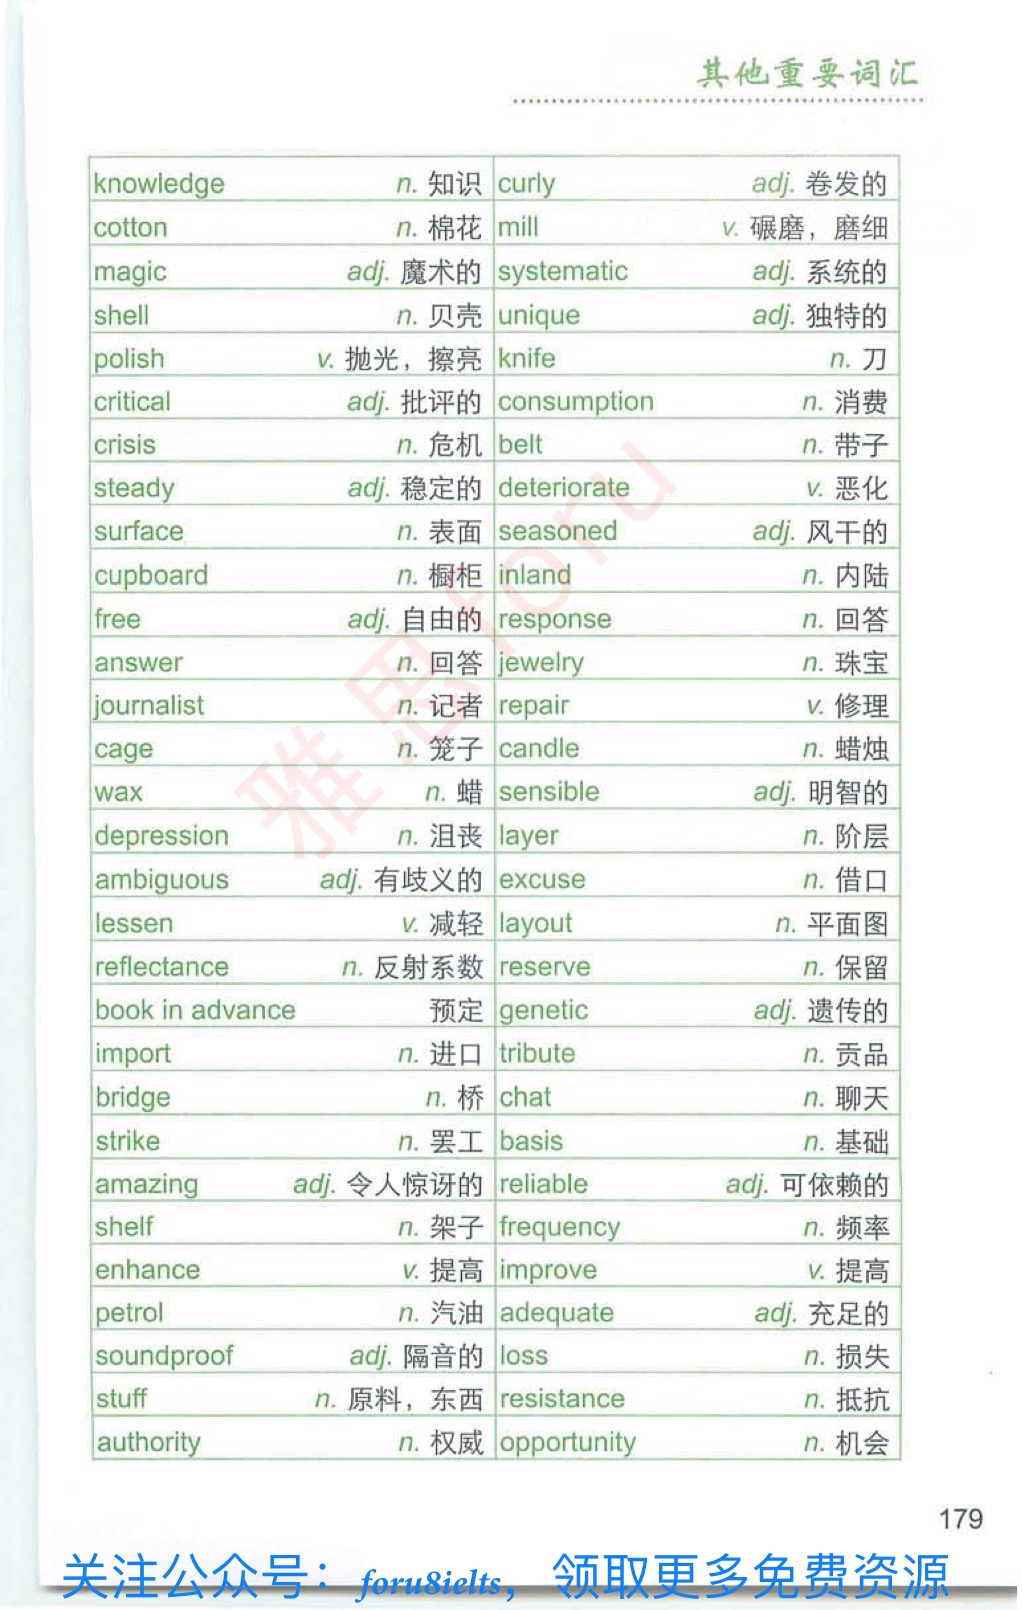 其他重要词汇
knowledge n. 知识 curly adj. 卷发的
cotton n. 棉花 mill v. 碾磨，磨细
magic adj. 魔术的 systematic adj. 系统的
shell n. 贝壳 unique adj. 独特的
polish v. 抛光，擦亮 knife n. 刀
critical adj. 批评的 consumption n. 消费
crisis n. 危机 belt n. 带子
steady adj. 稳定的 deteriorate v. 恶化
surface n. 表面 seasoned adj. 风干的
cupboard n. 橱柜 inland n. 内陆
free adj. 自由的 response n. 回答
answer n. 回答 jewelry n. 珠宝
journalist n. 记者 repair v. 修理
cage n. 笼子 candle n. 蜡烛
wax n. 蜡 sensible adj. 明智的
depression n. 沮丧 layer n. 阶层
ambiguous adj. 有歧义的 excuse n. 借口
lessen v. 减轻 layout n. 平面图
reflectance n. 反射系数 reserve n. 保留
book in advance 预定 genetic adj. 遗传的
import n. 进口 tribute n. 贡品
bridge n. 桥 chat n. 聊天
strike n. 罢工 basis n. 基础
amazing adj. 令人惊讶的 reliable adj. 可依赖的
shelf n. 架子 frequency n. 频率
enhance v. 提高 improve v. 提高
petrol n. 汽油 adequate adj. 充足的
soundproof adj. 隔音的 loss n. 损失
stuff n. 原料，东西 resistance n. 抵抗
authority n. 权威 opportunity n. 机会
雅思foru
179
关注公众号：foru8ielts，领取更多免费资源